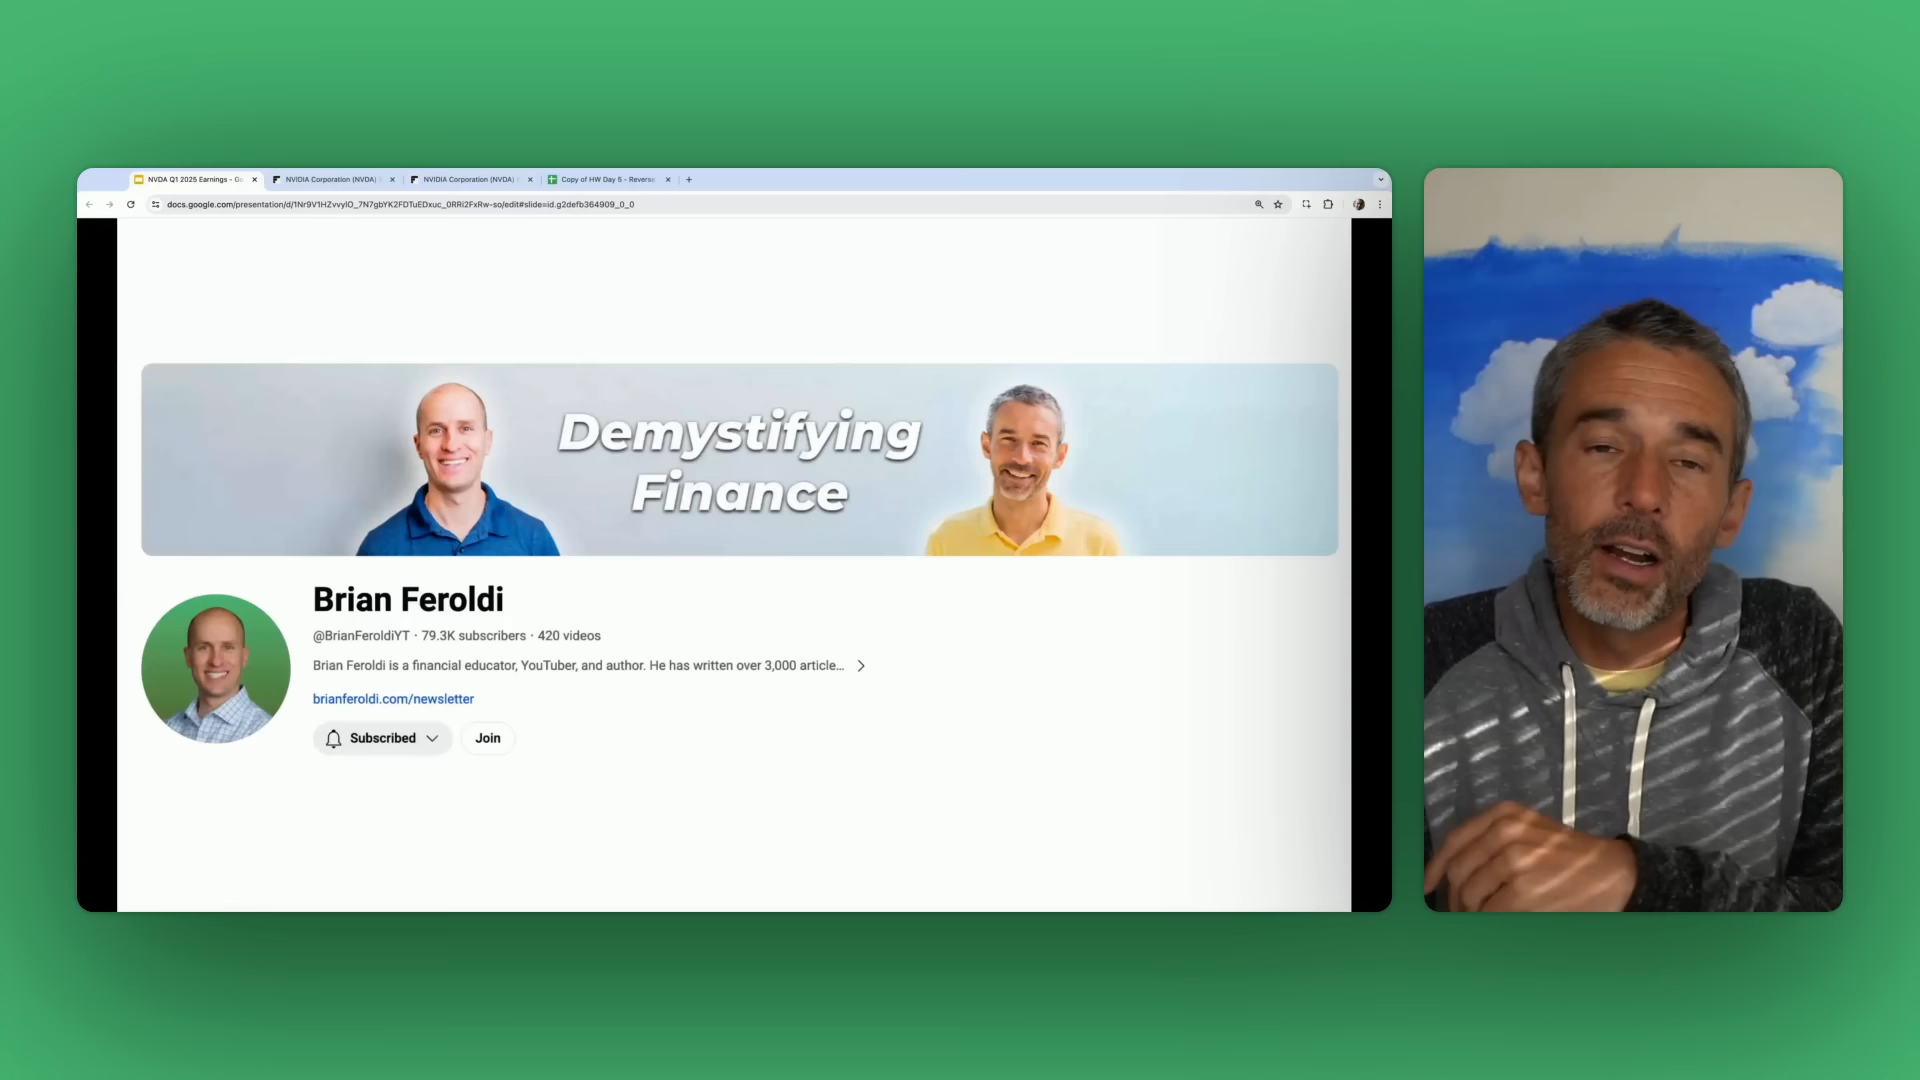 NVDA Q1 2025 Earnings - Go
NVIDIA Corporation (NVDA)
NVIDIA Corporation (NVDA)
Copy of HW Day 5 - Reverse
docs.google.com/presentation/d/1Nr9V1HZvvylO_7N7gbYK2FDTuEDxuc_0RRi2FxRw-so/edit#slide=id.g2defb364909_0_0
Demystifying
Finance
Brian Feroldi
@BrianFeroldiYT · 79.3K subscribers · 420 videos
Brian Feroldi is a financial educator, YouTuber, and author. He has written over 3,000 article...
brianferoldi.com/newsletter
Subscribed
Join